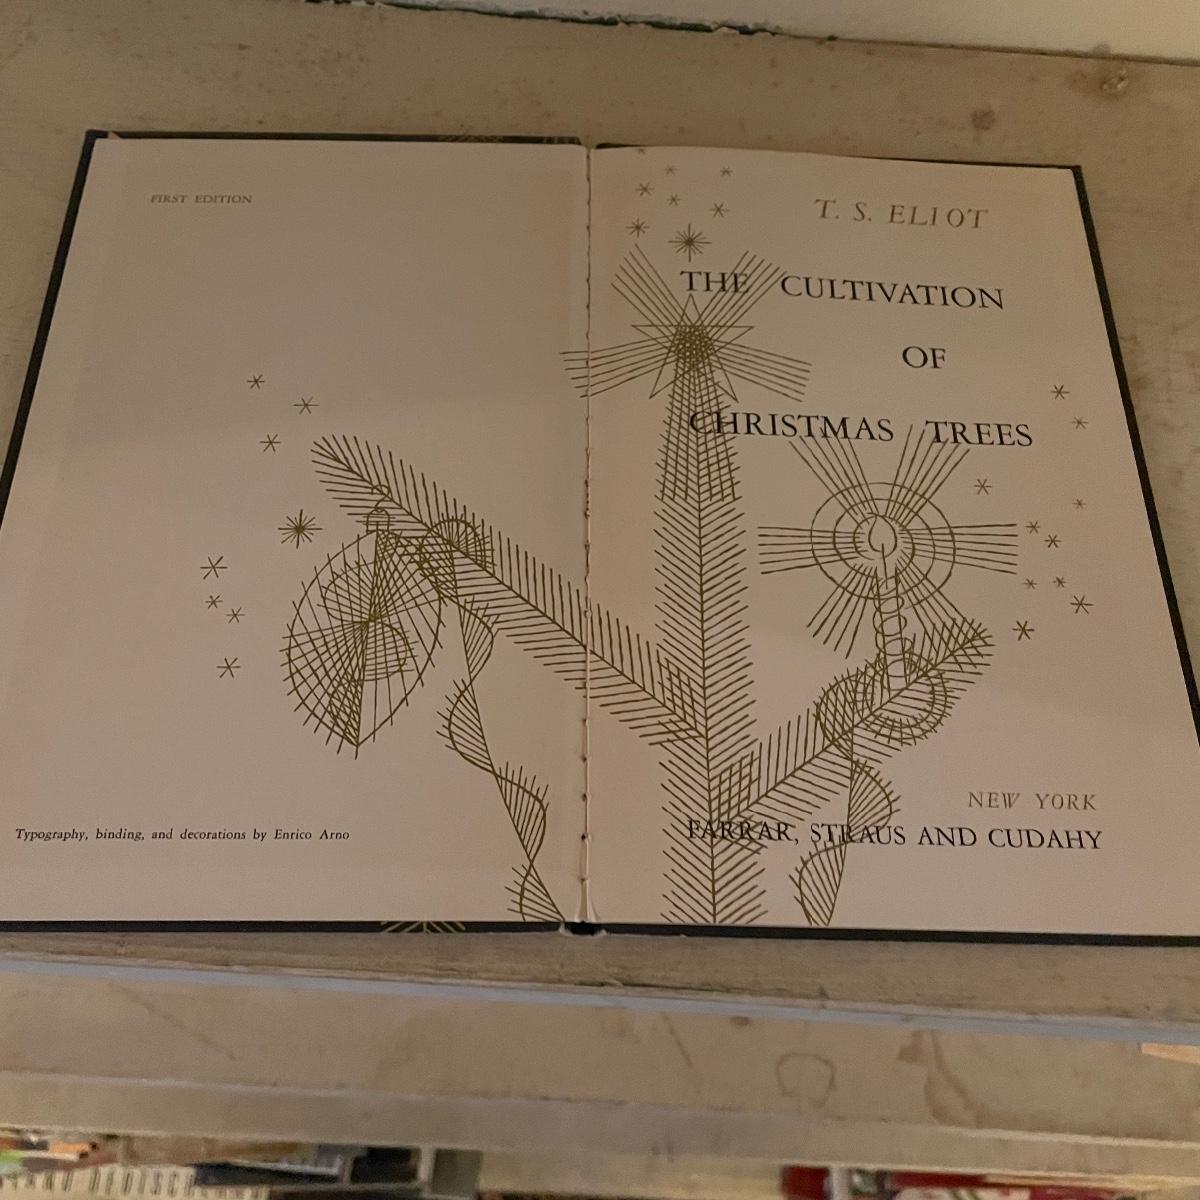 FIRST EDITION
Typography, binding, and decorations by Enrico Arno
T. S. ELIOT
THE CULTIVATION
OF
CHRISTMAS TREES
NEW YORK
FARRAR, STRAUS AND CUDAHY